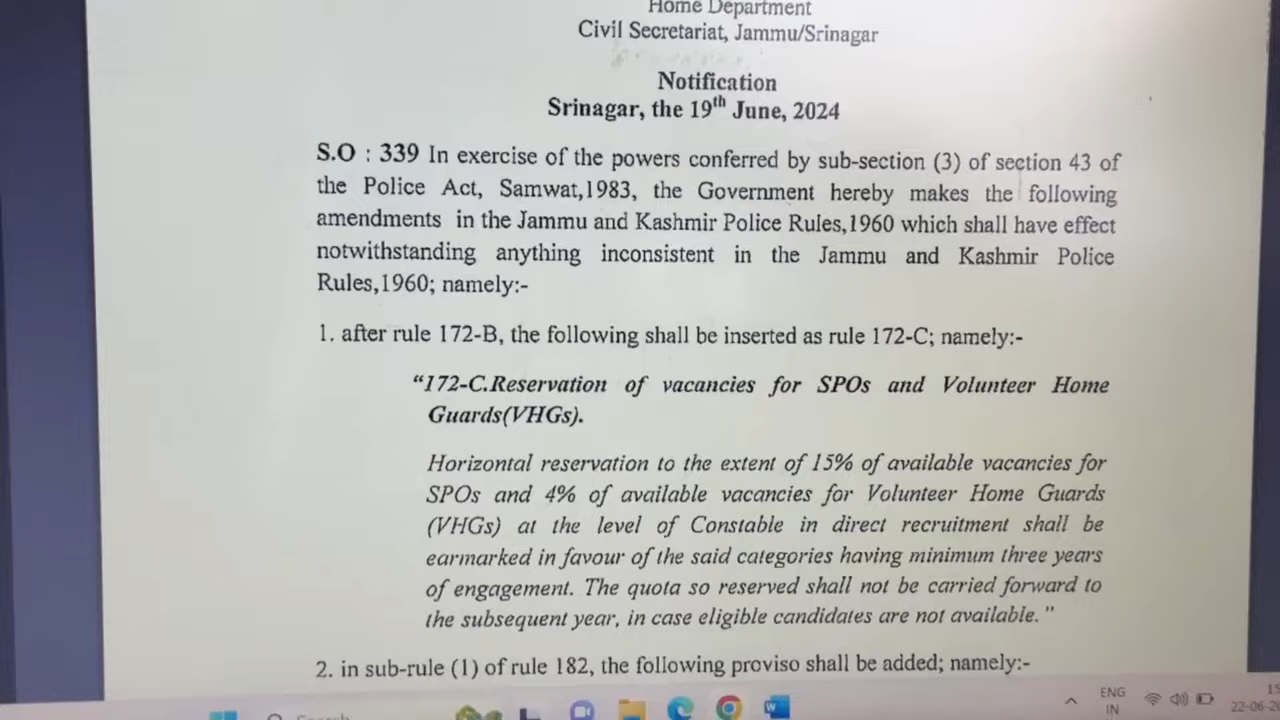 Home Department
Civil Secretariat, Jammu/Srinagar
Notification
Srinagar, the 19th June, 2024
S.O : 339 In exercise of the powers conferred by sub-section (3) of section 43 of
the Police Act, Samwat,1983, the Government hereby makes the following
amendments in the Jammu and Kashmir Police Rules,1960 which shall have effect
notwithstanding anything inconsistent in the Jammu and Kashmir Police
Rules,1960; namely:-
1. after rule 172-B, the following shall be inserted as rule 172-C; namely:-
“172-C.Reservation of vacancies for SPOs and Volunteer Home
Guards(VHGs).
Horizontal reservation to the extent of 15% of available vacancies for
SPOs and 4% of available vacancies for Volunteer Home Guards
(VHGs) at the level of Constable in direct recruitment shall be
earmarked in favour of the said categories having minimum three years
of engagement. The quota so reserved shall not be carried forward to
the subsequent year, in case eligible candidates are not available. "
2. in sub-rule (1) of rule 182, the following proviso shall be added; namely:-
Search
ENG
IN